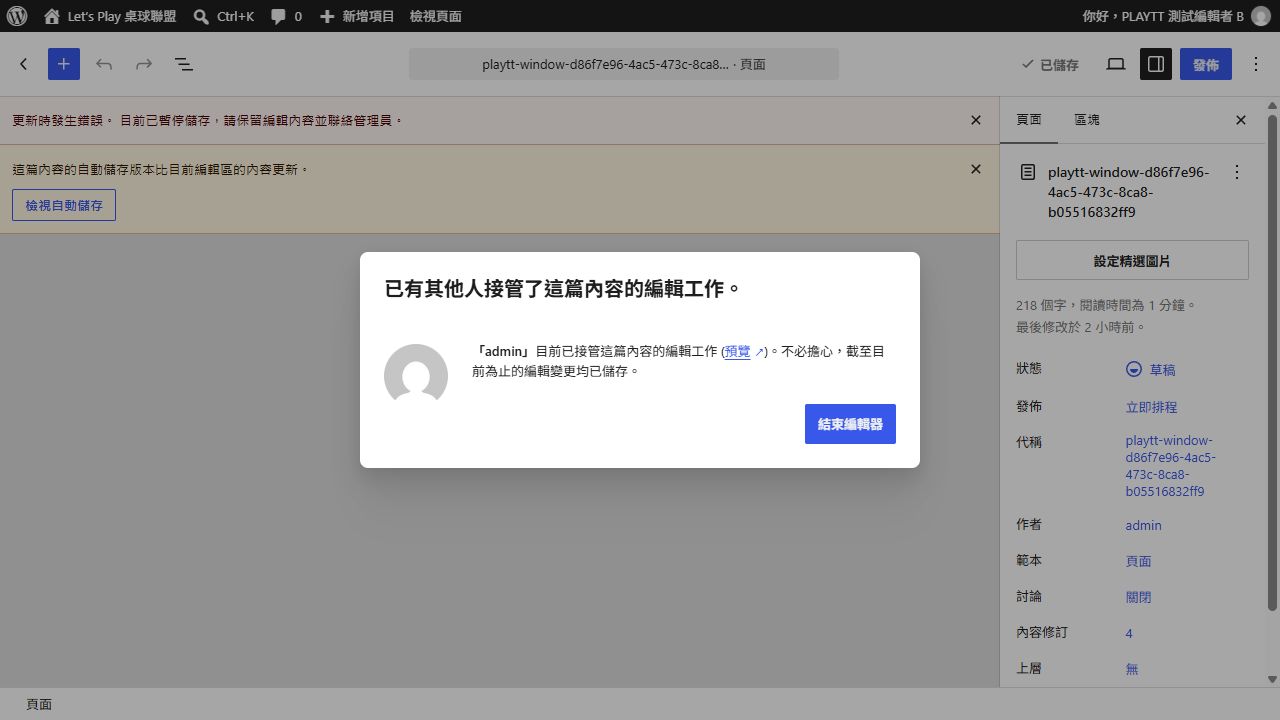 Let's Play 桌球聯盟 Ctrl+K 0 新增項目 檢視頁面 你好，PLAYTT 測試編輯者 B
playtt-window-d86f7e96-4ac5-473c-8ca8... · 頁面
已儲存
發佈
更新時發生錯誤。 目前已暫停儲存，請保留編輯內容並聯絡管理員。
這篇內容的自動儲存版本比目前編輯區的內容更新。
檢視自動儲存
已有其他人接管了這篇內容的編輯工作。
「admin」目前已接管這篇內容的編輯工作 (預覽 ↗)。不必擔心，截至目
前為止的編輯變更均已儲存。
結束編輯器
頁面 區塊
playtt-window-d86f7e96-
4ac5-473c-8ca8-
b05516832ff9
設定精選圖片
218 個字，閱讀時間為 1 分鐘。
最後修改於 2 小時前。
狀態 草稿
發佈 立即排程
代稱 playtt-window-
d86f7e96-4ac5-
473c-8ca8-
b05516832ff9
作者 admin
範本 頁面
討論 關閉
內容修訂 4
上層 無
頁面